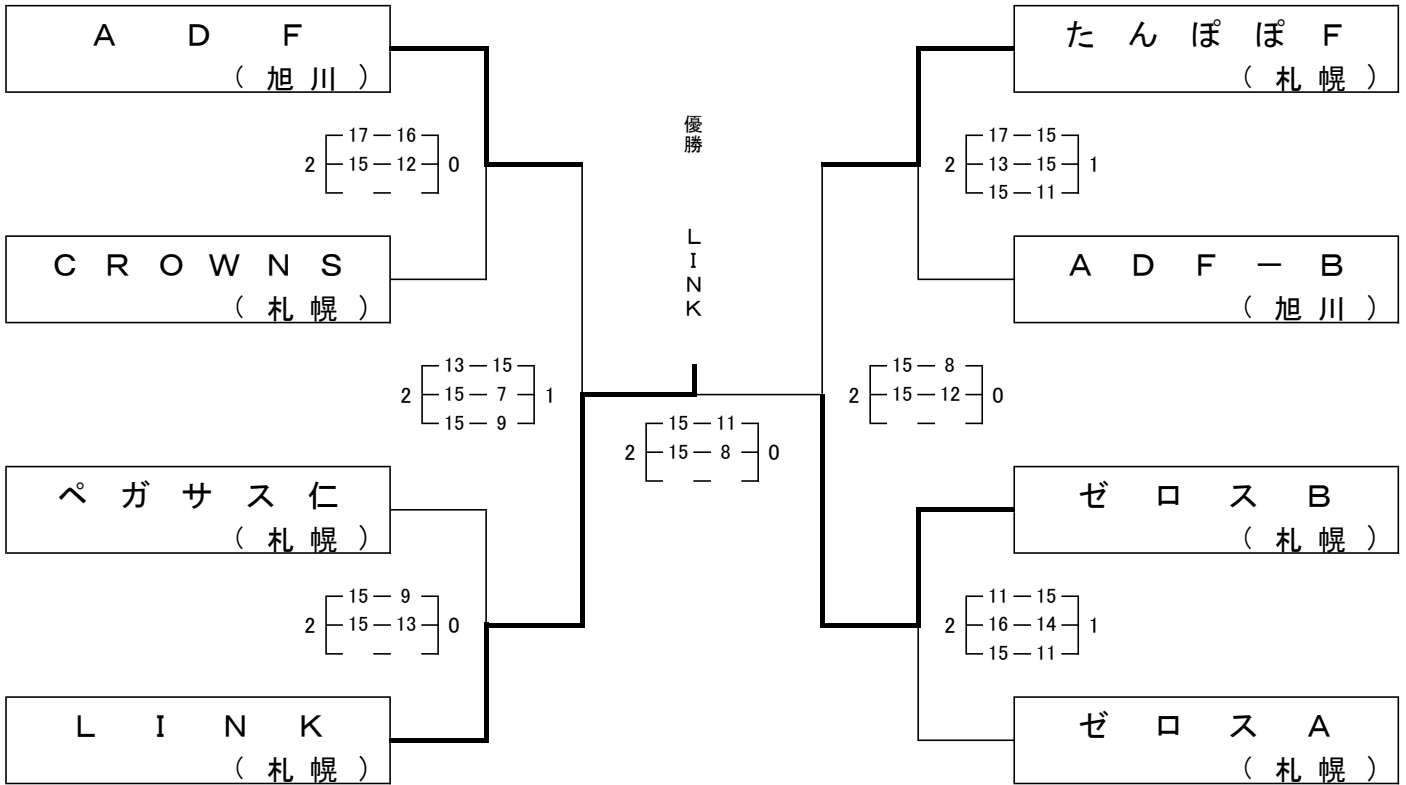 ADF
(旭川)
17—16
2 15—12 0
—
CROWNS
(札幌)
13—15
2 15—7 1
15—9
ペガサス仁
(札幌)
15—9
2 15—13 0
—
LINK
(札幌)
優勝 LINK
15—11
2 15—8 0
—
たんぽぽF
(札幌)
17—15
2 13—15 1
15—11
ADF－B
(旭川)
15—8
2 15—12 0
—
ゼロスB
(札幌)
11—15
2 16—14 1
15—11
ゼロスA
(札幌)